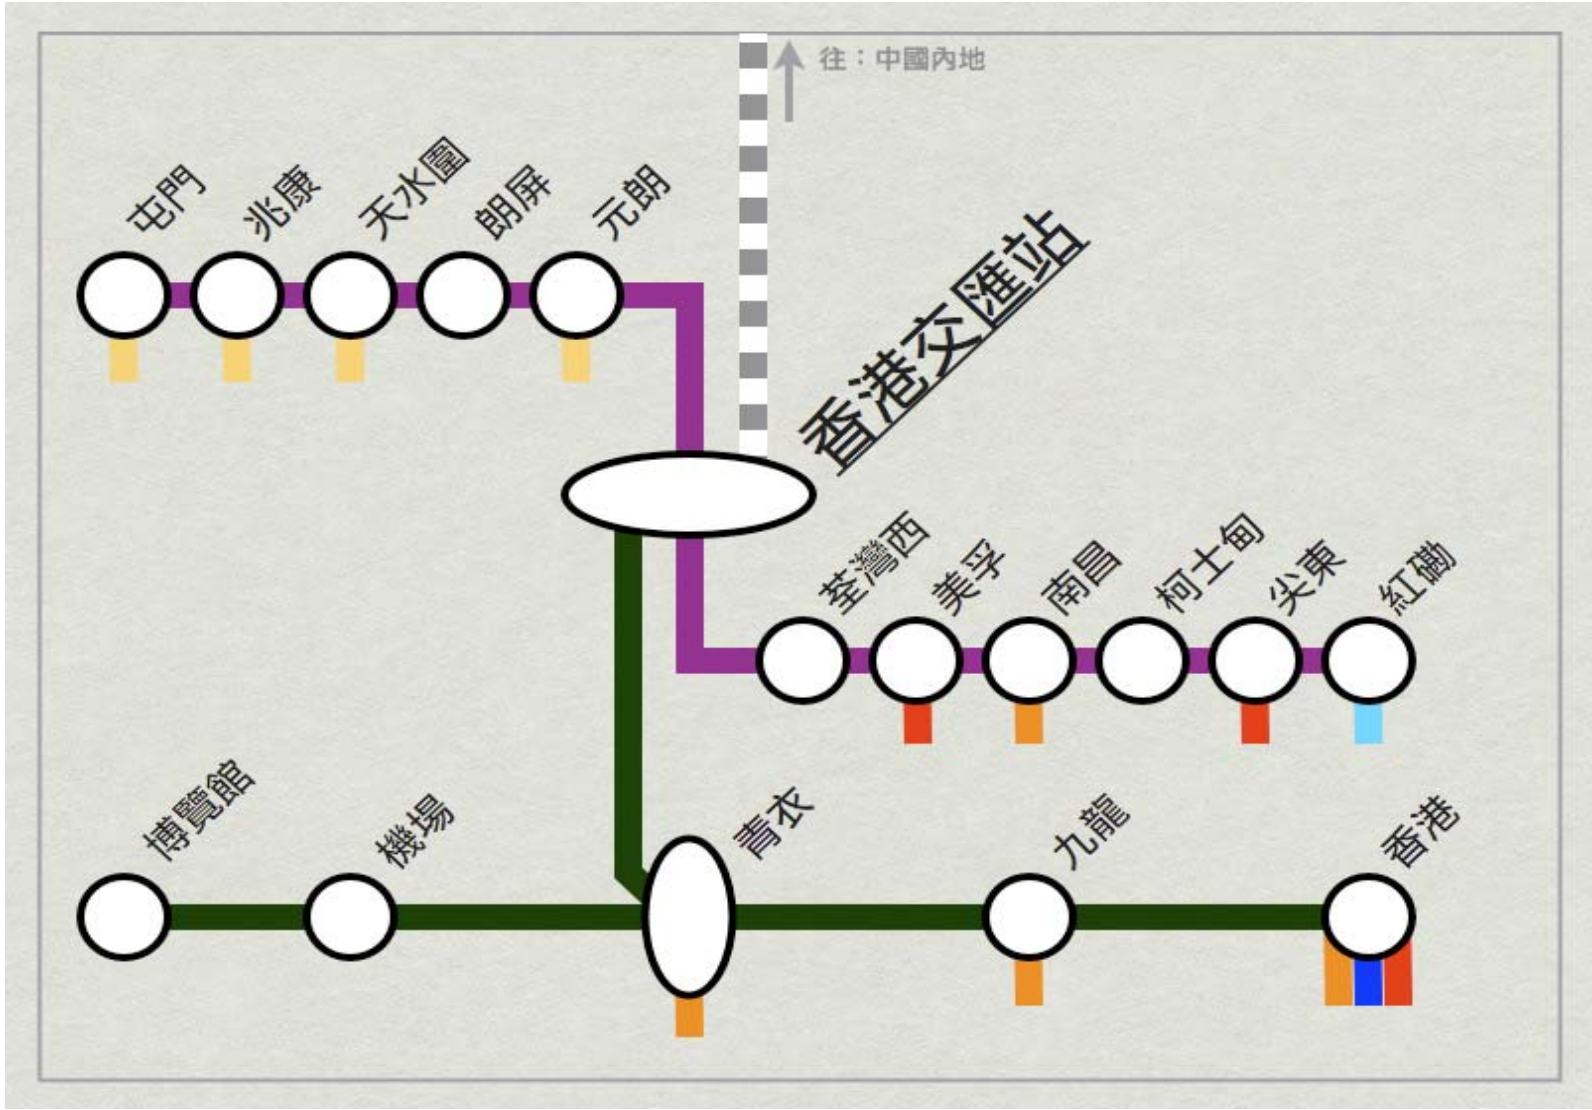 往：中國內地
屯門
兆康
天水圍
朗屏
元朗
香港交匯站
荃灣西
美孚
南昌
柯士甸
尖東
紅磡
博覽館
機場
青衣
九龍
香港